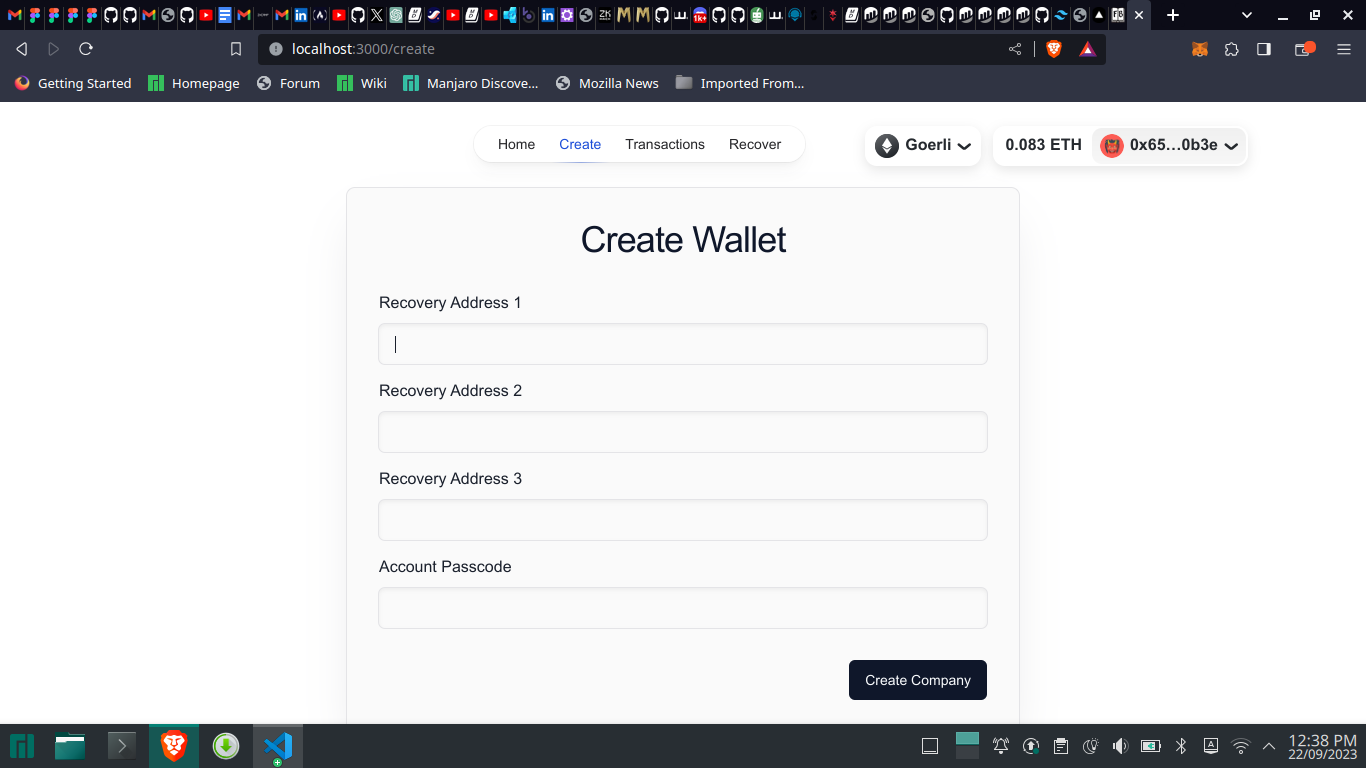 localhost:3000/create
Getting Started Homepage Forum Wiki Manjaro Discove... Mozilla News Imported From...
Home Create Transactions Recover Goerli 0.083 ETH 0x65...0b3e
Create Wallet
Recovery Address 1
Recovery Address 2
Recovery Address 3
Account Passcode
Create Company
12:38 PM
22/09/2023